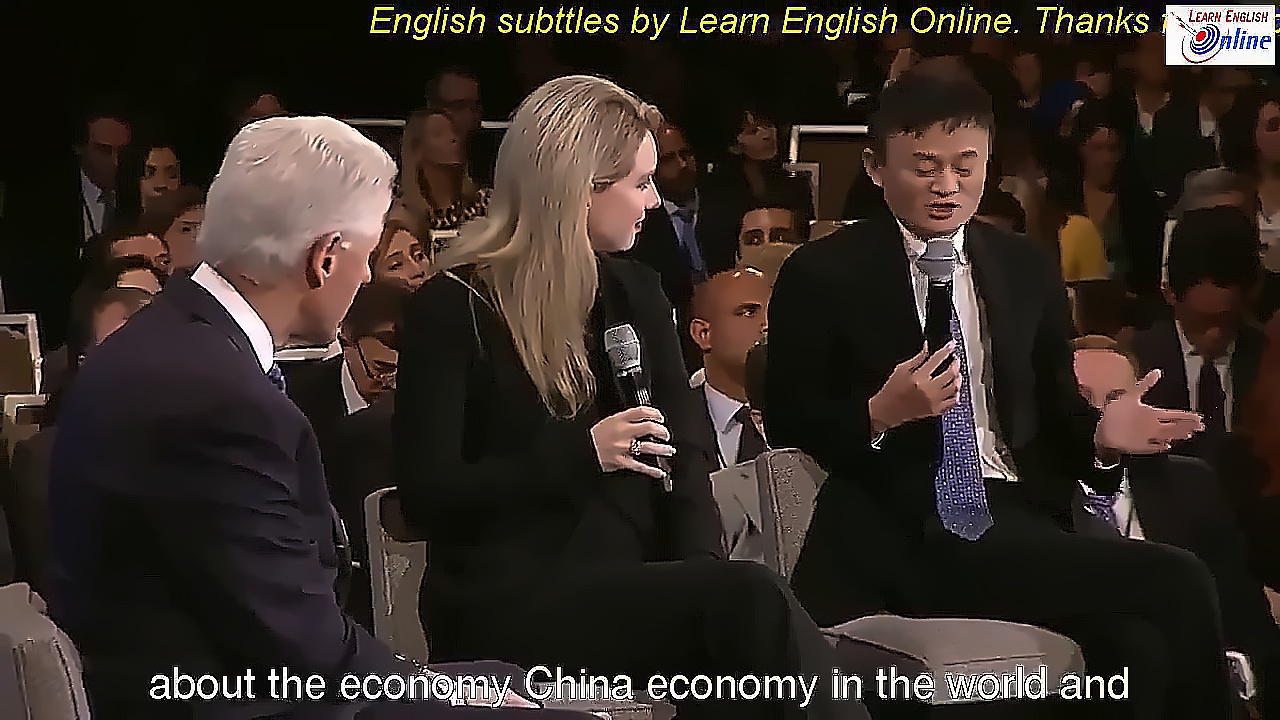 English subttles by Learn English Online. Thanks
LEARN ENGLISH
Online
about the economy China economy in the world and